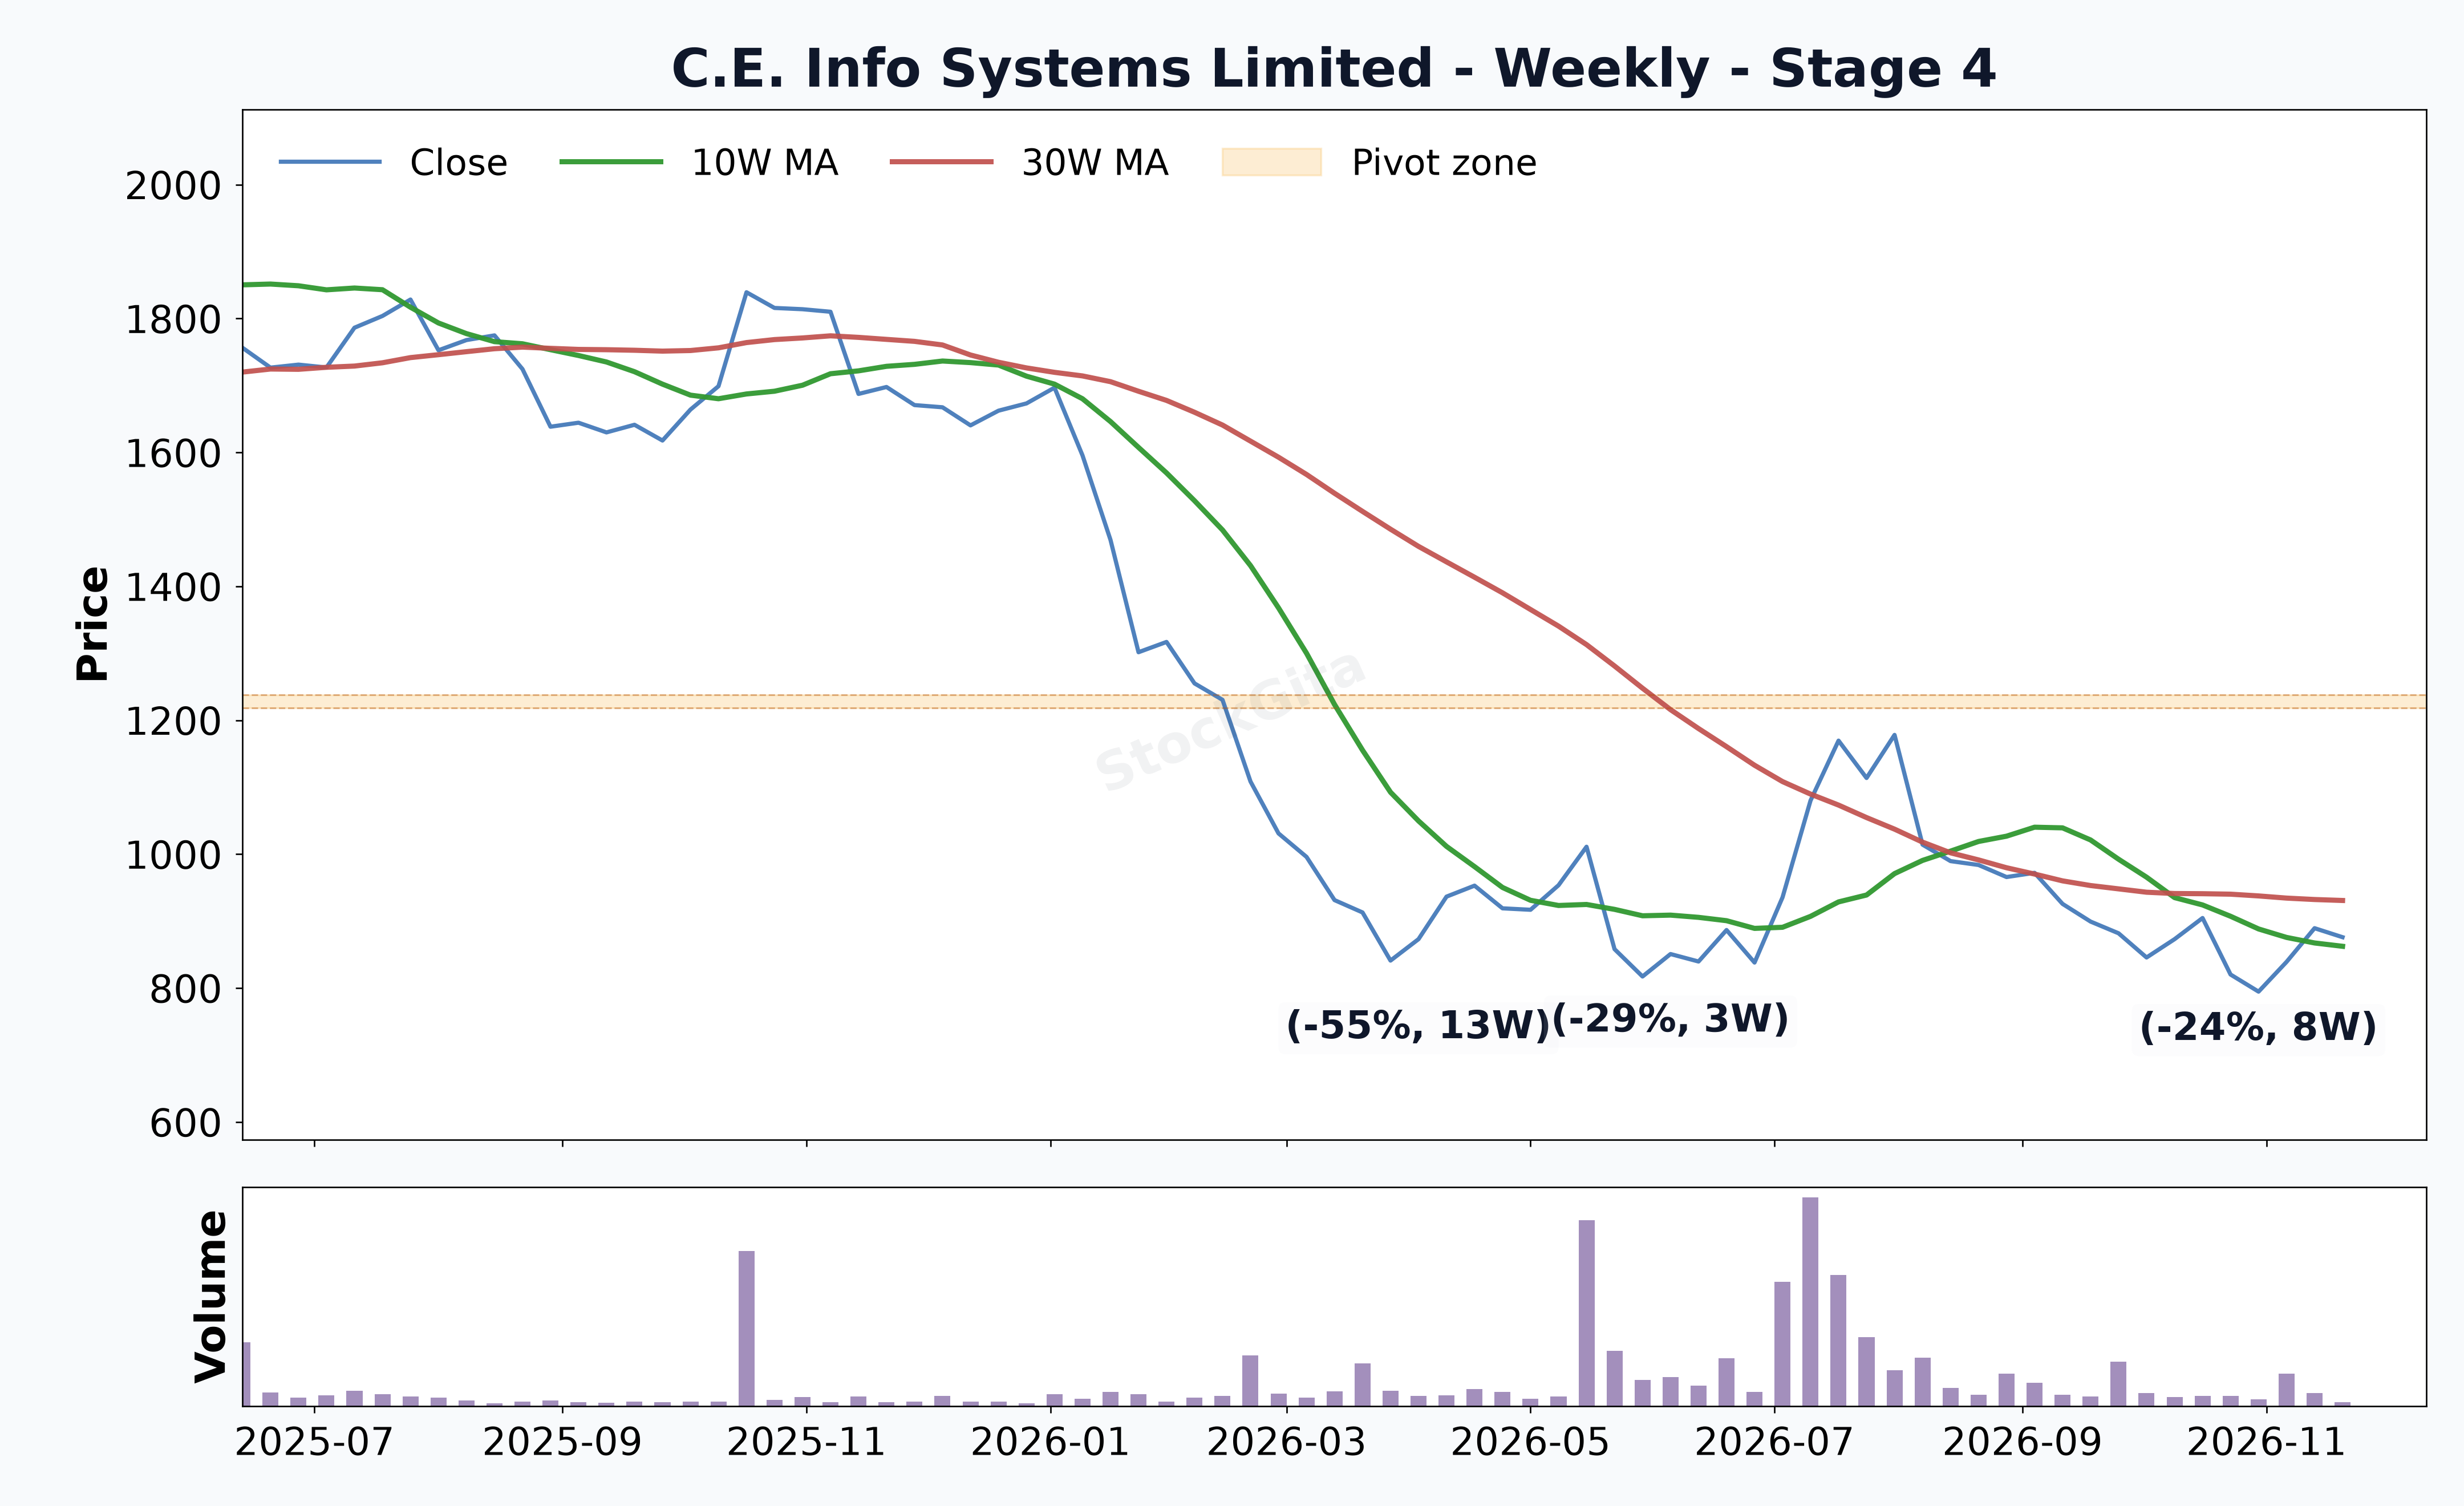 C.E. Info Systems Limited - Weekly - Stage 4
Close 10W MA 30W MA Pivot zone
Price
2000
1800
1600
1400
1200
1000
800
600
StockGita
(-55%, 13W)
(-29%, 3W)
(-24%, 8W)
Volume
2025-07 2025-09 2025-11 2026-01 2026-03 2026-05 2026-07 2026-09 2026-11